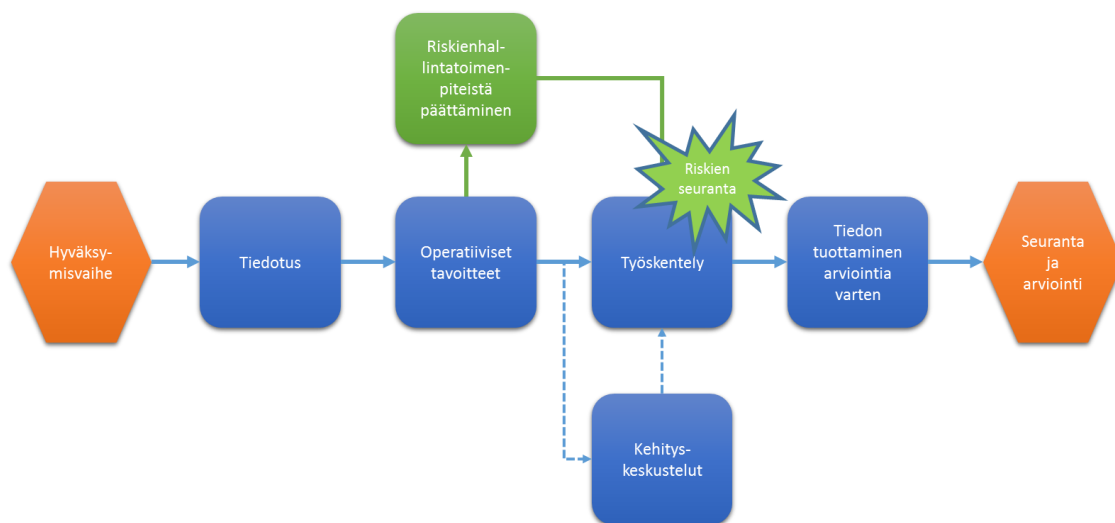 Riskienhal-
lintatoimen-
piteistä
päättäminen
Riskien
seuranta
Hyväksy-
misvaihe
Tiedotus
Operatiiviset
tavoitteet
Työskentely
Tiedon
tuottaminen
arviointia
varten
Seuranta
ja
arviointi
Kehitys-
keskustelut